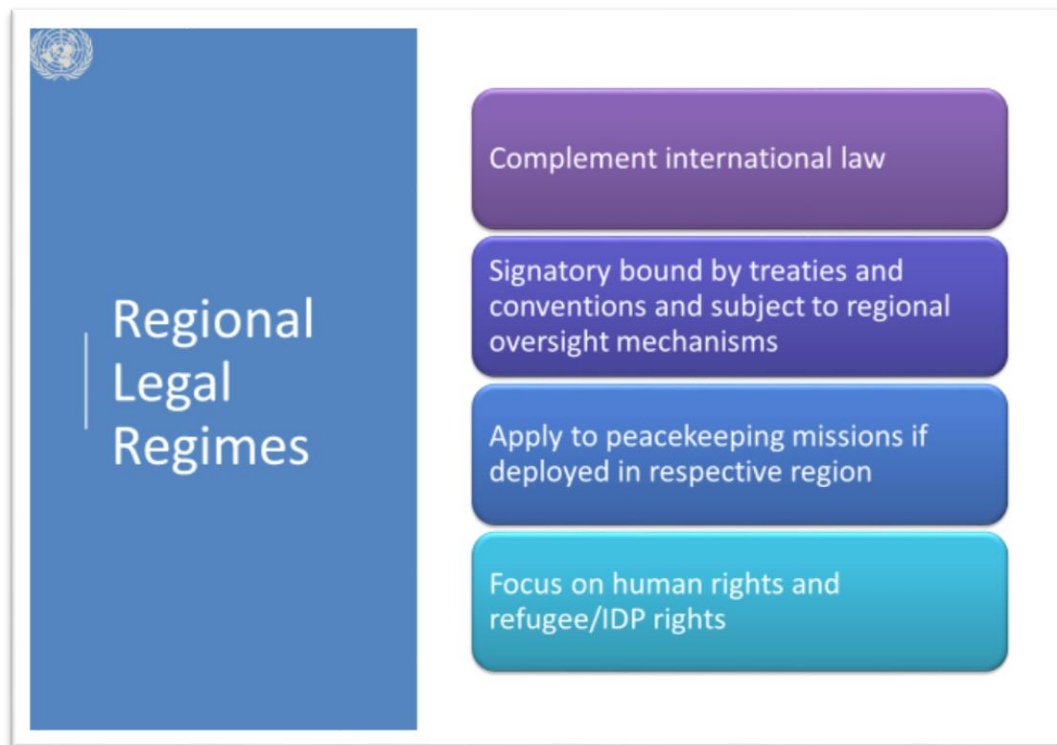 Regional
Legal
Regimes
Complement international law
Signatory bound by treaties and
conventions and subject to regional
oversight mechanisms
Apply to peacekeeping missions if
deployed in respective region
Focus on human rights and
refugee/IDP rights